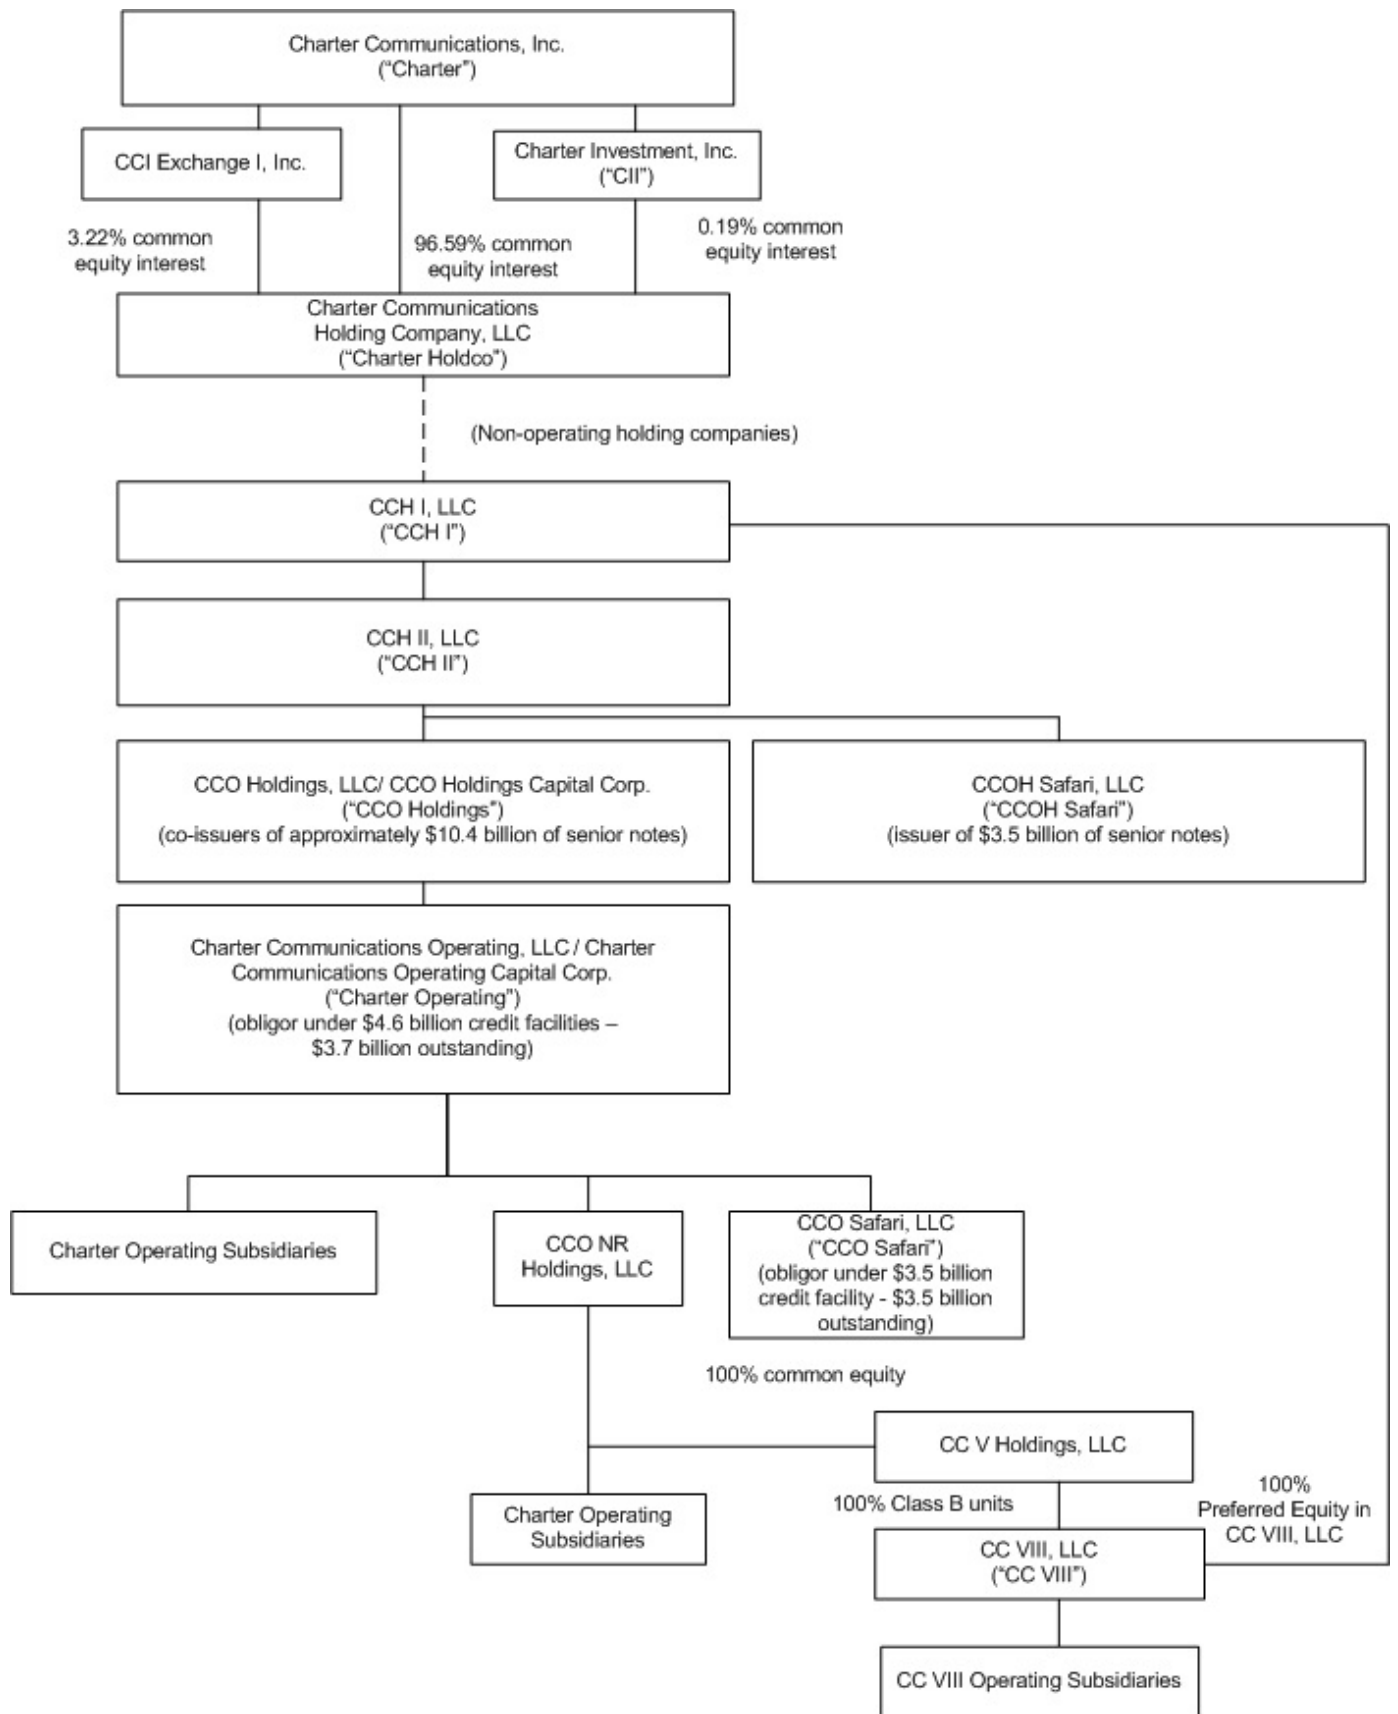 Charter Communications, Inc.
(“Charter”)
CCI Exchange I, Inc.
Charter Investment, Inc.
(“CII”)
3.22% common
equity interest
96.59% common
equity interest
0.19% common
equity interest
Charter Communications
Holding Company, LLC
(“Charter Holdco”)
(Non-operating holding companies)
CCH I, LLC
(“CCH I”)
CCH II, LLC
(“CCH II”)
CCO Holdings, LLC/ CCO Holdings Capital Corp.
(“CCO Holdings”)
(co-issuers of approximately $10.4 billion of senior notes)
CCOH Safari, LLC
(“CCOH Safari”)
(issuer of $3.5 billion of senior notes)
Charter Communications Operating, LLC / Charter
Communications Operating Capital Corp.
(“Charter Operating”)
(obligor under $4.6 billion credit facilities –
$3.7 billion outstanding)
Charter Operating Subsidiaries
CCO NR
Holdings, LLC
CCO Safari, LLC
(“CCO Safari”)
(obligor under $3.5 billion
credit facility - $3.5 billion
outstanding)
100% common equity
CC V Holdings, LLC
Charter Operating
Subsidiaries
100% Class B units
100%
Preferred Equity in
CC VIII, LLC
CC VIII, LLC
(“CC VIII”)
CC VIII Operating Subsidiaries